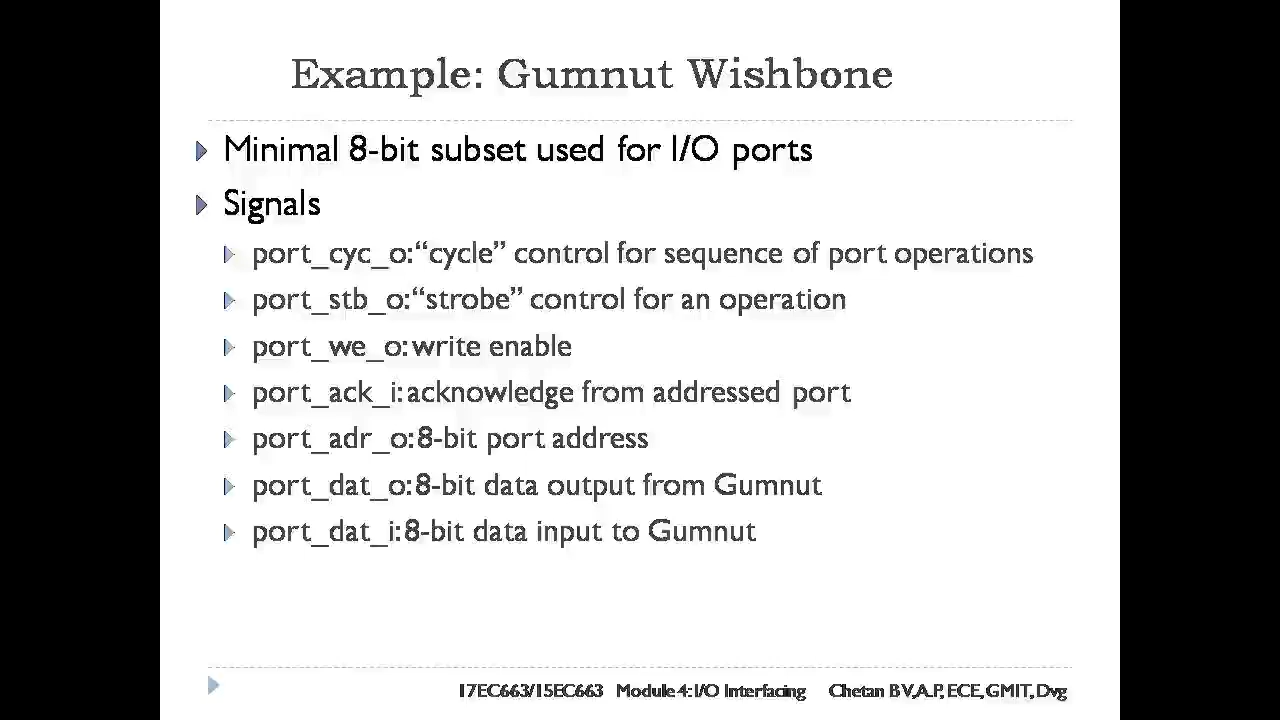 Example: Gumnut Wishbone
Minimal 8-bit subset used for I/O ports
Signals
port_cyc_o:“cycle” control for sequence of port operations
port_stb_o:“strobe” control for an operation
port_we_o:write enable
port_ack_i:acknowledge from addressed port
port_adr_o:8-bit port address
port_dat_o:8-bit data output from Gumnut
port_dat_i:8-bit data input to Gumnut
17EC663/15EC663 Module 4: I/O Interfacing Chetan BV,A.P, ECE, GMIT, Dvg